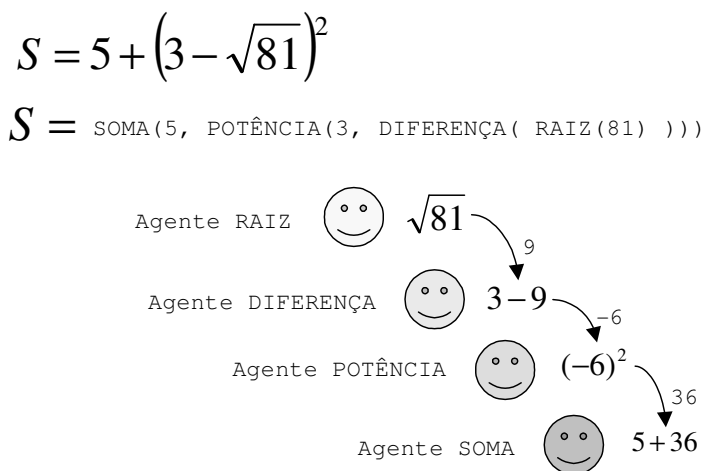 S = 5 + (3 − √81)²
S = SOMA(5, POTÊNCIA(3, DIFERENÇA( RAIZ(81) )))
Agente RAIZ √81
9
Agente DIFERENÇA 3−9
−6
Agente POTÊNCIA (−6)²
36
Agente SOMA 5+36